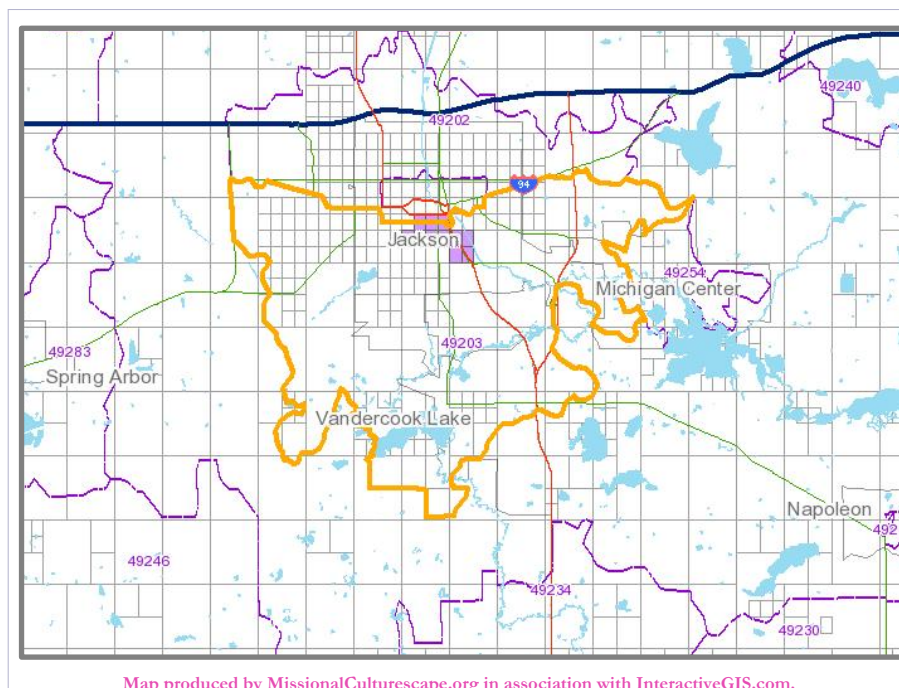 49240
49202
94
Jackson
49254
Michigan Center
49203
49283
Spring Arbor
Vandercook Lake
Napoleon
492
49246
49234
49230
Map produced by MissionalCulturescape.org in association with InteractiveGIS.com.